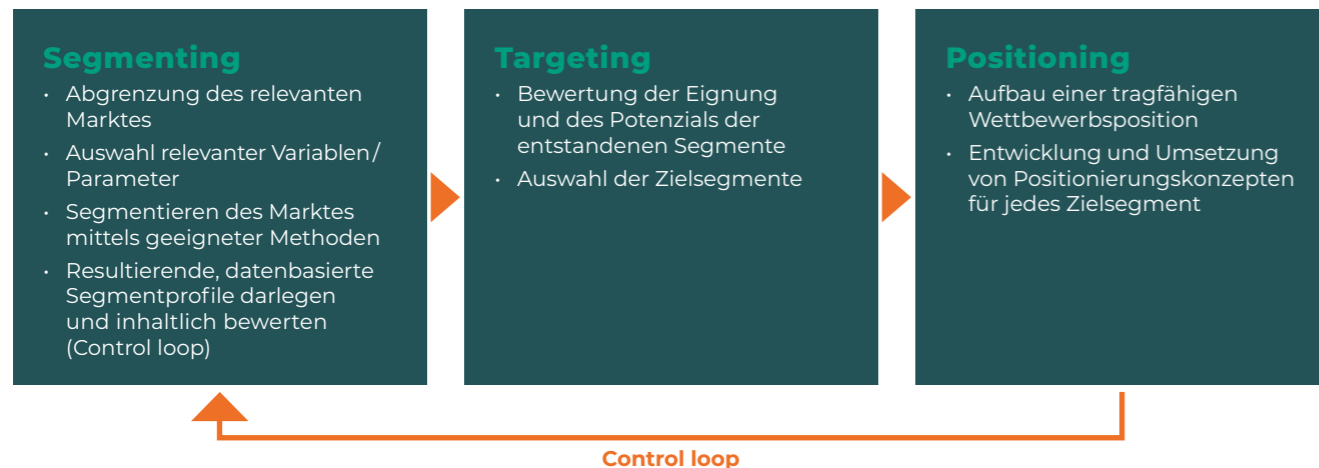 Segmenting
· Abgrenzung des relevanten
Marktes
· Auswahl relevanter Variablen/
Parameter
· Segmentieren des Marktes
mittels geeigneter Methoden
· Resultierende, datenbasierte
Segmentprofile darlegen
und inhaltlich bewerten
(Control loop)
Targeting
· Bewertung der Eignung
und des Potenzials der
entstandenen Segmente
· Auswahl der Zielsegmente
Positioning
· Aufbau einer tragfähigen
Wettbewerbsposition
· Entwicklung und Umsetzung
von Positionierungskonzepten
für jedes Zielsegment
Control loop